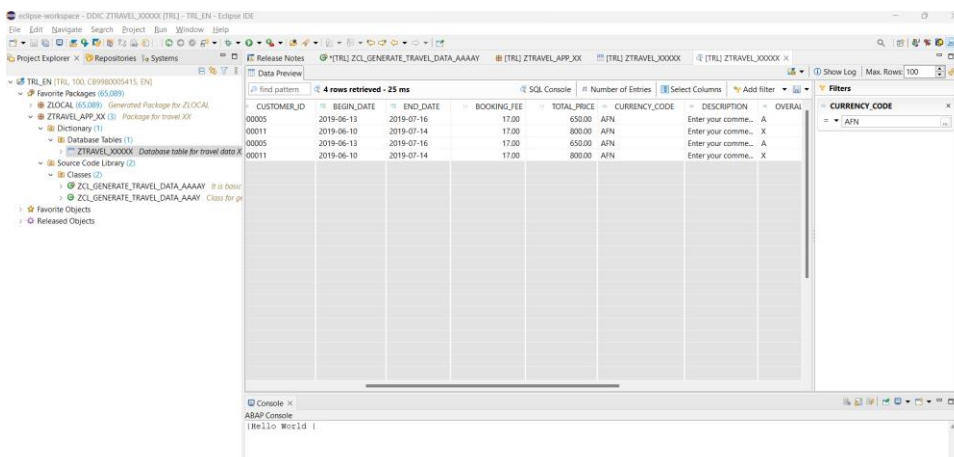 eclipse-workspace - DDIC ZTRAVEL_XXXXX [TRL] - TRL_EN - Eclipse IDE
File Edit Navigate Search Project Run Window Help
Project Explorer × Repositories Systems
TRL_EN [TRL, 100, CB9980005415, EN]
Favorite Packages (65,089)
ZLOCAL (65,089) Generated Package for ZLOCAL
ZTRAVEL_APP_XX (3) Package for travel XX
Dictionary (1)
Database Tables (1)
ZTRAVEL_XXXXX Database table for travel data X
Source Code Library (2)
Classes (2)
ZCL_GENERATE_TRAVEL_DATA_AAAAY It is basic
ZCL_GENERATE_TRAVEL_DATA_AAAY Class for ge
Favorite Objects
Released Objects
Release Notes *[TRL] ZCL_GENERATE_TRAVEL_DATA_AAAAY [TRL] ZTRAVEL_APP_XX [TRL] ZTRAVEL_XXXXX [TRL] ZTRAVEL_XXXXX ×
Data Preview
find pattern 4 rows retrieved - 25 ms SQL Console Number of Entries Select Columns Add filter
CUSTOMER_ID BEGIN_DATE END_DATE BOOKING_FEE TOTAL_PRICE CURRENCY_CODE DESCRIPTION OVERAL
00005 2019-06-13 2019-07-16 17.00 650.00 AFN Enter your comme... A
00011 2019-06-10 2019-07-14 17.00 800.00 AFN Enter your comme... X
00005 2019-06-13 2019-07-16 17.00 650.00 AFN Enter your comme... A
00011 2019-06-10 2019-07-14 17.00 800.00 AFN Enter your comme... X
Show Log Max. Rows: 100
Filters
CURRENCY_CODE ×
= AFN ...
Console ×
ABAP Console
|Hello World |